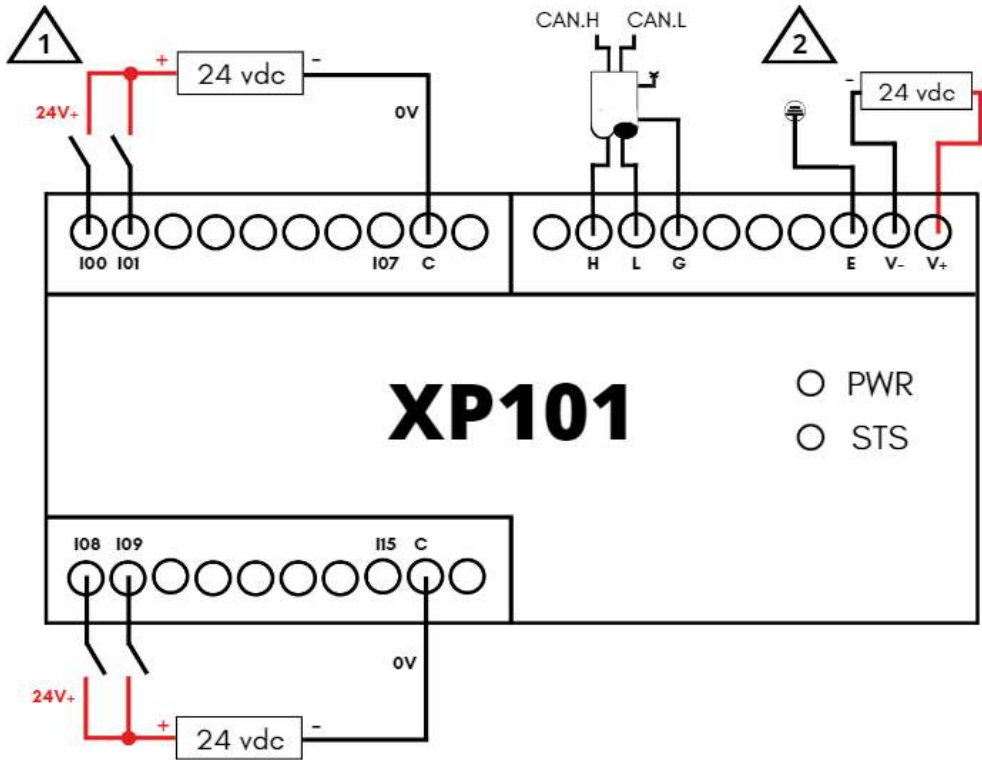 CAN.H CAN.L
1
+ 24 vdc -
2
- 24 vdc
24V+
0V
I00 I01 I07 C
H L G E V- V+
XP101
PWR
STS
I08 I09 I15 C
0V
24V+
+ 24 vdc -